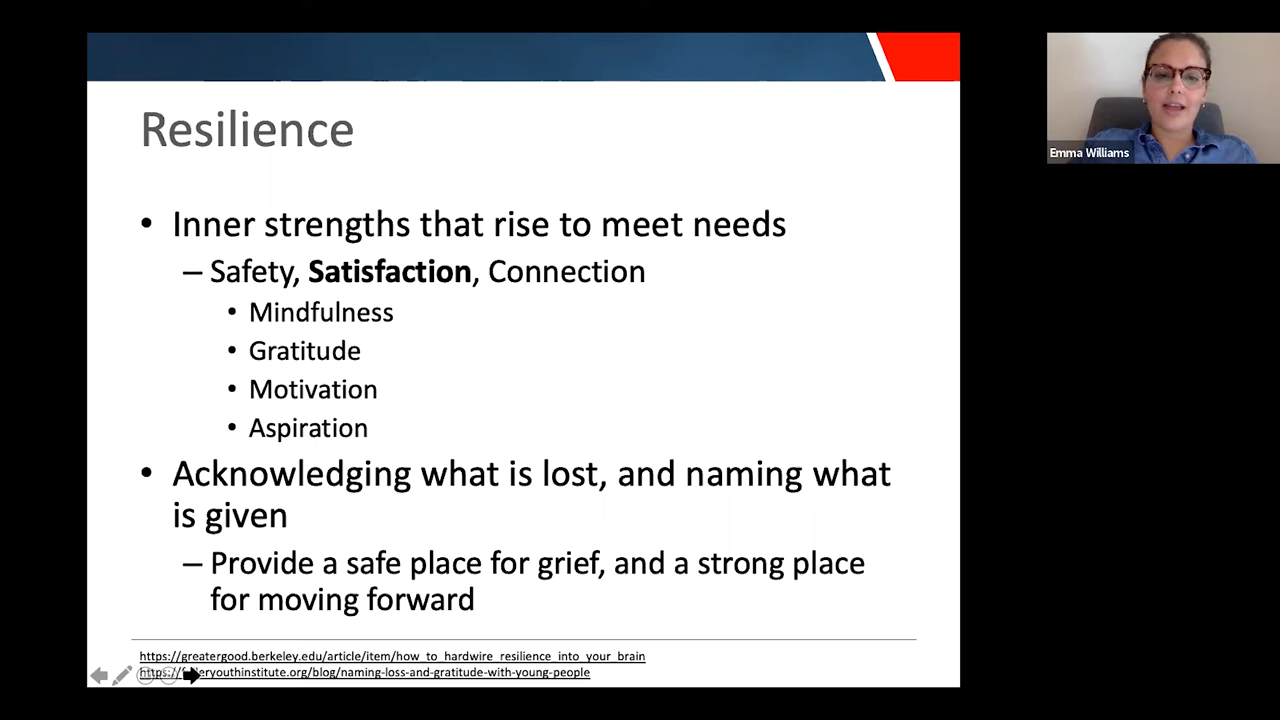 Resilience
• Inner strengths that rise to meet needs
– Safety, Satisfaction, Connection
• Mindfulness
• Gratitude
• Motivation
• Aspiration
• Acknowledging what is lost, and naming what
is given
– Provide a safe place for grief, and a strong place
for moving forward
https://greatergood.berkeley.edu/article/item/how_to_hardwire_resilience_into_your_brain
youthinstitute.org/blog/naming-loss-and-gratitude-with-young-people
Emma Williams